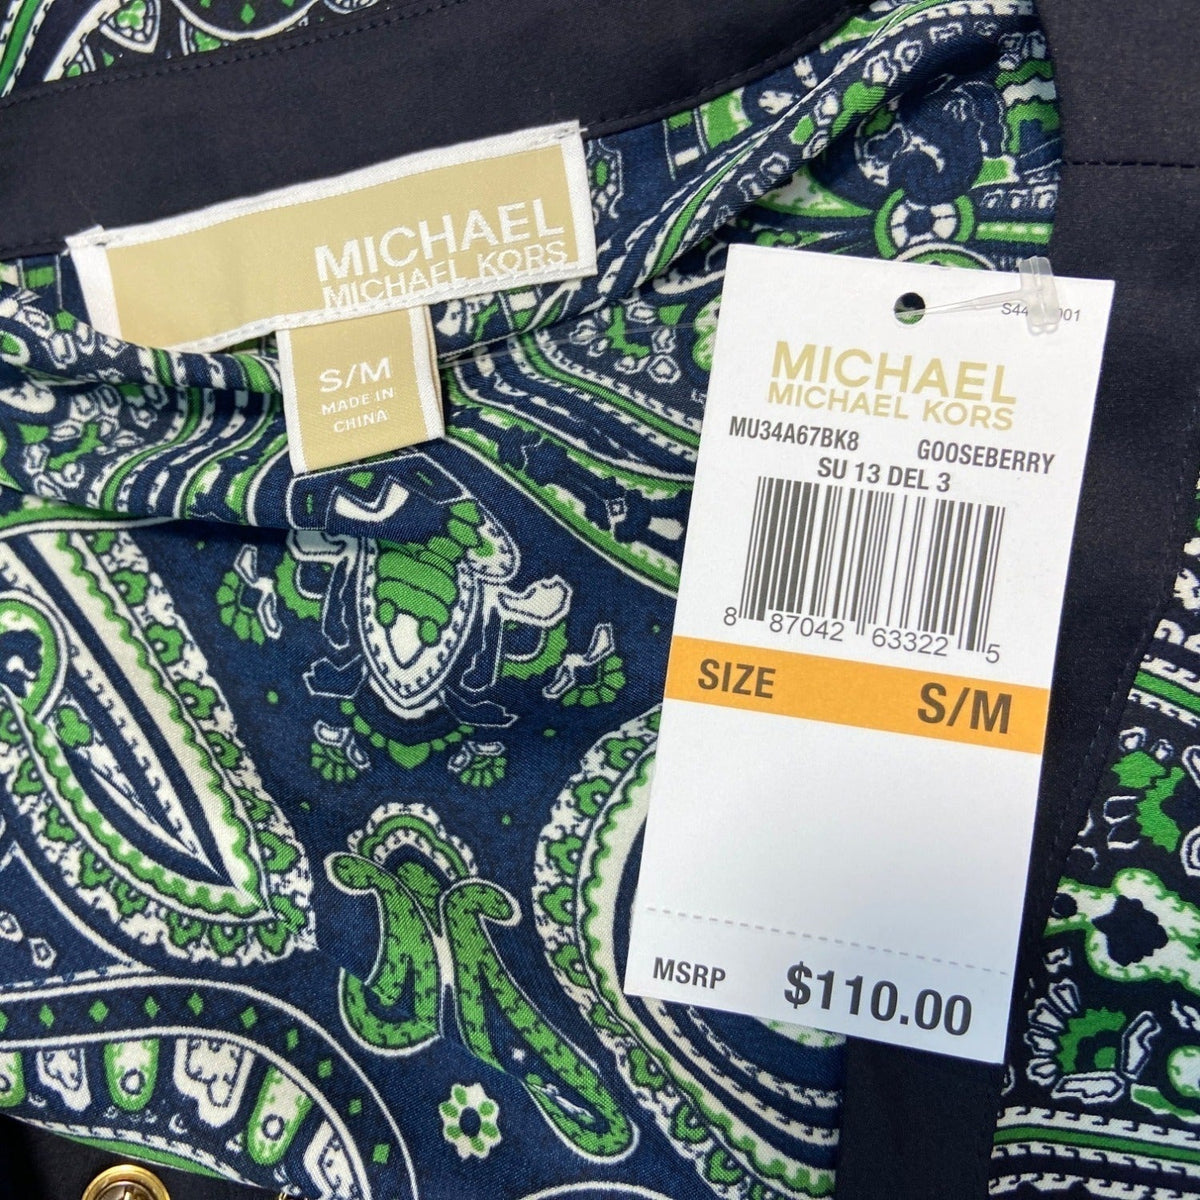 MICHAEL
MICHAEL KORS
S/M
MADE IN
CHINA
MICHAEL
MICHAEL KORS
MU34A67BK8 GOOSEBERRY
SU 13 DEL 3
8 87042 63322 5
SIZE S/M
MSRP $110.00